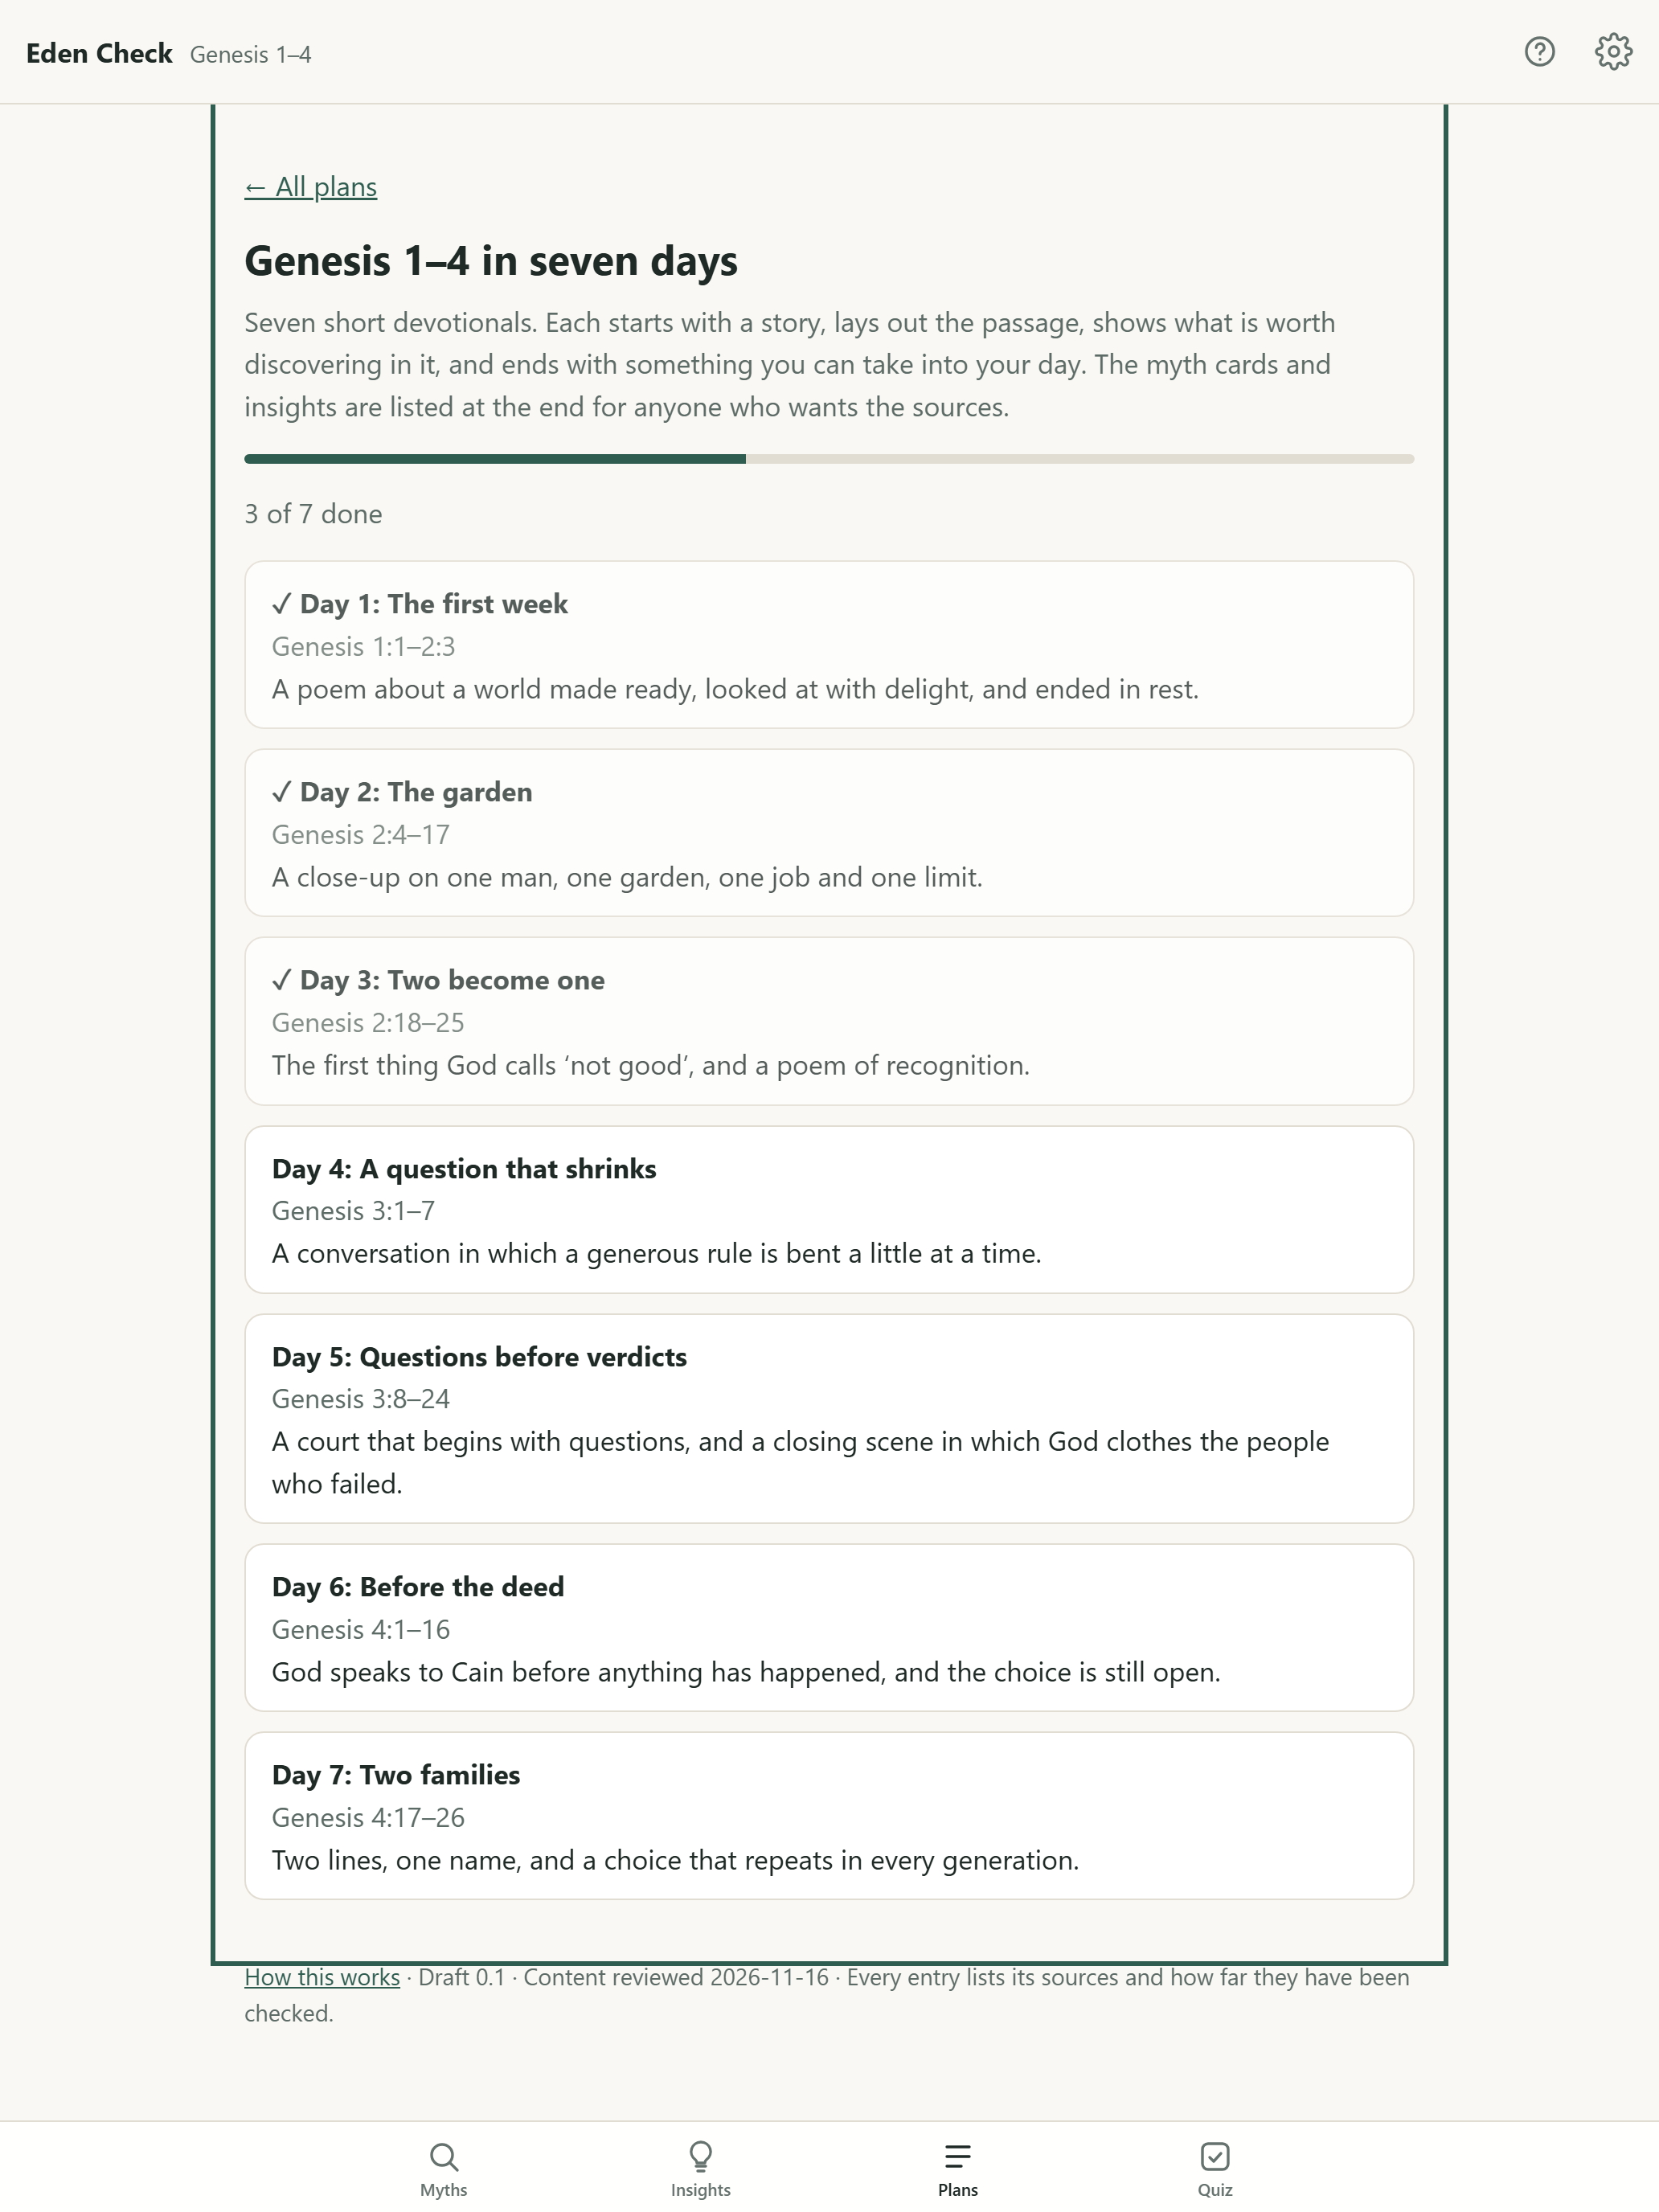 Eden Check Genesis 1–4
← All plans
Genesis 1–4 in seven days
Seven short devotionals. Each starts with a story, lays out the passage, shows what is worth
discovering in it, and ends with something you can take into your day. The myth cards and
insights are listed at the end for anyone who wants the sources.
3 of 7 done
✓ Day 1: The first week
Genesis 1:1–2:3
A poem about a world made ready, looked at with delight, and ended in rest.
✓ Day 2: The garden
Genesis 2:4–17
A close-up on one man, one garden, one job and one limit.
✓ Day 3: Two become one
Genesis 2:18–25
The first thing God calls ‘not good’, and a poem of recognition.
Day 4: A question that shrinks
Genesis 3:1–7
A conversation in which a generous rule is bent a little at a time.
Day 5: Questions before verdicts
Genesis 3:8–24
A court that begins with questions, and a closing scene in which God clothes the people
who failed.
Day 6: Before the deed
Genesis 4:1–16
God speaks to Cain before anything has happened, and the choice is still open.
Day 7: Two families
Genesis 4:17–26
Two lines, one name, and a choice that repeats in every generation.
How this works · Draft 0.1 · Content reviewed 2026-11-16 · Every entry lists its sources and how far they have been
checked.
Myths
Insights
Plans
Quiz